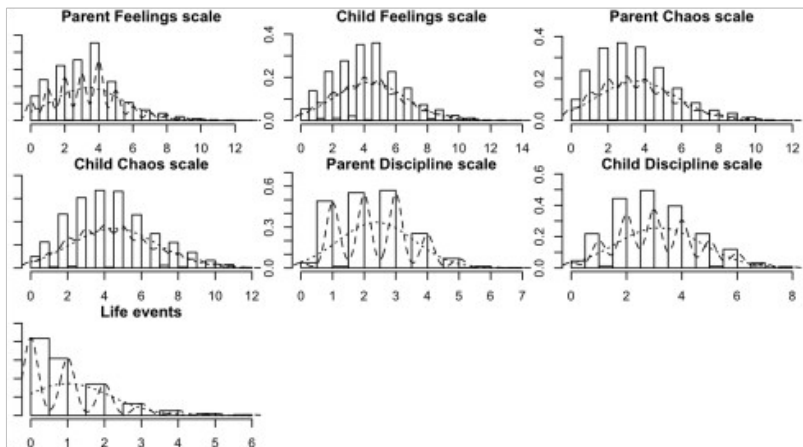 Parent Feelings scale
Child Feelings scale
Parent Chaos scale
0.4
0.2
0.0
0.4
0.2
0.0
0 2 4 6 8 10 12
0 2 4 6 8 10 12 14
0 2 4 6 8 10 12
Child Chaos scale
Parent Discipline scale
Child Discipline scale
0.6
0.3
0.0
0.6
0.4
0.2
0.0
0 2 4 6 8 10 12
0 1 2 3 4 5 6 7
0 2 4 6 8
Life events
0 1 2 3 4 5 6